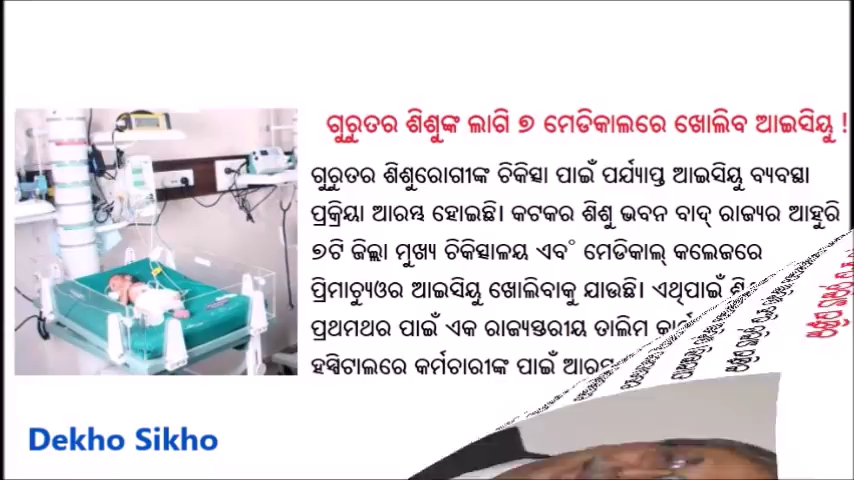 ଗୁରୁତର ଶିଶୁଙ୍କ ଲାଗି ୭ ମେଡିକାଲରେ ଖୋଲିବ ଆଇସିୟୁ !
ଗୁରୁତର ଶିଶୁରୋଗୀଙ୍କ ଚିକିତ୍ସା ପାଇଁ ପର୍ଯ୍ୟାପ୍ତ ଆଇସିୟୁ ବ୍ୟବସ୍ଥା
ପ୍ରକ୍ରିୟା ଆରମ୍ଭ ହୋଇଛି। କଟକର ଶିଶୁ ଭବନ ବାଦ୍ ରାଜ୍ୟର ଆହୁରି
୭ଟି ଜିଲ୍ଲା ମୁଖ୍ୟ ଚିକିତ୍ସାଳୟ ଏବଂ ମେଡିକାଲ୍ କଲେଜରେ
ପ୍ରିମାଚ୍ୟୁଓର ଆଇସିୟୁ ଖୋଲିବାକୁ ଯାଉଛି। ଏଥିପାଇଁ
ପ୍ରଥମଥର ପାଇଁ ଏକ ରାଜ୍ୟସ୍ତରୀୟ ତାଲିମ
ହସ୍ପିଟାଲରେ କର୍ମଚାରୀଙ୍କ ପାଇଁ
Dekho Sikho